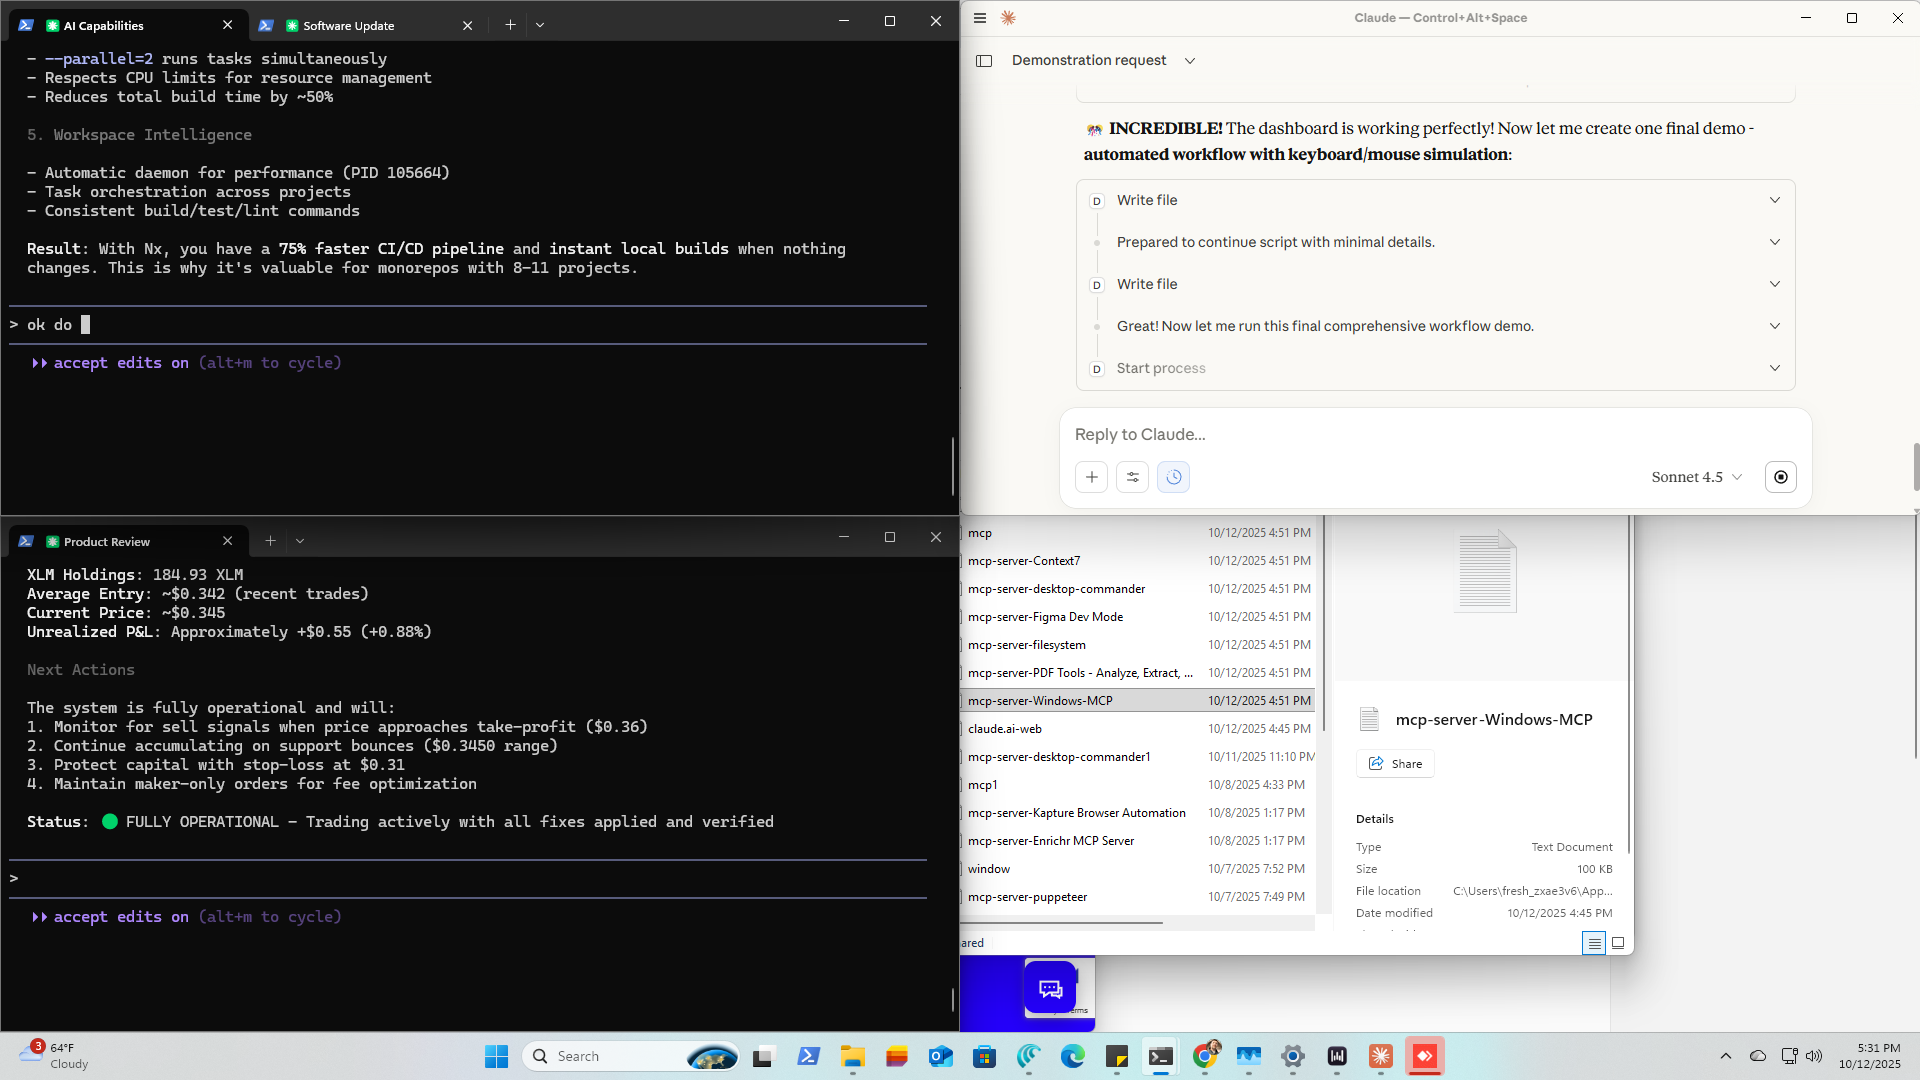 AI Capabilities
Software Update
- --parallel=2 runs tasks simultaneously
- Respects CPU limits for resource management
- Reduces total build time by ~50%
5. Workspace Intelligence
- Automatic daemon for performance (PID 105664)
- Task orchestration across projects
- Consistent build/test/lint commands
Result: With Nx, you have a 75% faster CI/CD pipeline and instant local builds when nothing
changes. This is why it's valuable for monorepos with 8-11 projects.
> ok do
accept edits on (alt+m to cycle)
Claude — Control+Alt+Space
Demonstration request
INCREDIBLE! The dashboard is working perfectly! Now let me create one final demo -
automated workflow with keyboard/mouse simulation:
D Write file
Prepared to continue script with minimal details.
D Write file
Great! Now let me run this final comprehensive workflow demo.
D Start process
Reply to Claude...
Sonnet 4.5
Product Review
XLM Holdings: 184.93 XLM
Average Entry: ~$0.342 (recent trades)
Current Price: ~$0.345
Unrealized P&L: Approximately +$0.55 (+0.88%)
Next Actions
The system is fully operational and will:
1. Monitor for sell signals when price approaches take-profit ($0.36)
2. Continue accumulating on support bounces ($0.3450 range)
3. Protect capital with stop-loss at $0.31
4. Maintain maker-only orders for fee optimization
Status: FULLY OPERATIONAL - Trading actively with all fixes applied and verified
>
accept edits on (alt+m to cycle)
mcp 10/12/2025 4:51 PM
mcp-server-Context7 10/12/2025 4:51 PM
mcp-server-desktop-commander 10/12/2025 4:51 PM
mcp-server-Figma Dev Mode 10/12/2025 4:51 PM
mcp-server-filesystem 10/12/2025 4:51 PM
mcp-server-PDF Tools - Analyze, Extract, ... 10/12/2025 4:51 PM
mcp-server-Windows-MCP 10/12/2025 4:51 PM
claude.ai-web 10/12/2025 4:45 PM
mcp-server-desktop-commander1 10/11/2025 11:10 PM
mcp1 10/8/2025 4:33 PM
mcp-server-Kapture Browser Automation 10/8/2025 1:17 PM
mcp-server-Enrichr MCP Server 10/8/2025 1:17 PM
window 10/7/2025 7:52 PM
mcp-server-puppeteer 10/7/2025 7:49 PM
ared
mcp-server-Windows-MCP
Share
Details
Type Text Document
Size 100 KB
File location C:\Users\fresh_zxae3v6\App...
Date modified 10/12/2025 4:45 PM
erms
3
64°F
Cloudy
Search
5:31 PM
10/12/2025